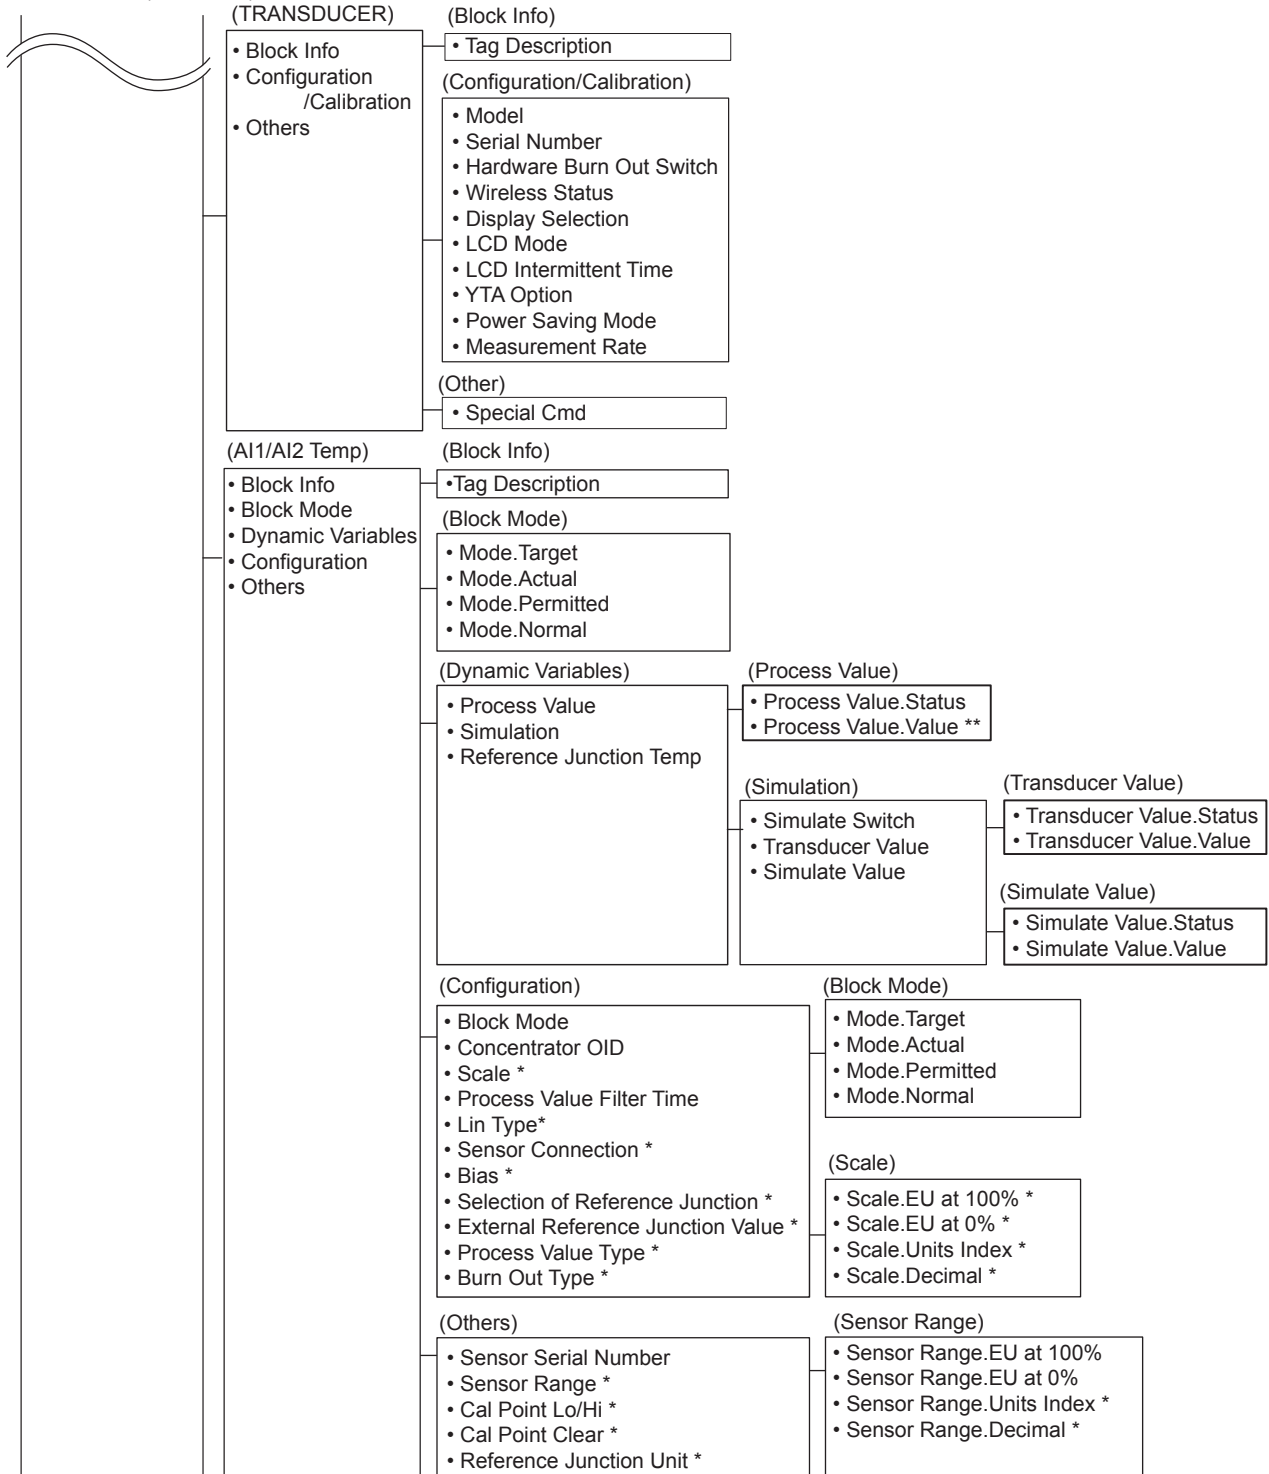 (TRANSDUCER)
• Block Info
• Configuration
/Calibration
• Others
(Block Info)
• Tag Description
(Configuration/Calibration)
• Model
• Serial Number
• Hardware Burn Out Switch
• Wireless Status
• Display Selection
• LCD Mode
• LCD Intermittent Time
• YTA Option
• Power Saving Mode
• Measurement Rate
(Other)
• Special Cmd
(AI1/AI2 Temp)
• Block Info
• Block Mode
• Dynamic Variables
• Configuration
• Others
(Block Info)
•Tag Description
(Block Mode)
• Mode.Target
• Mode.Actual
• Mode.Permitted
• Mode.Normal
(Dynamic Variables)
• Process Value
• Simulation
• Reference Junction Temp
(Process Value)
• Process Value.Status
• Process Value.Value **
(Simulation)
• Simulate Switch
• Transducer Value
• Simulate Value
(Transducer Value)
• Transducer Value.Status
• Transducer Value.Value
(Simulate Value)
• Simulate Value.Status
• Simulate Value.Value
(Configuration)
• Block Mode
• Concentrator OID
• Scale *
• Process Value Filter Time
• Lin Type*
• Sensor Connection *
• Bias *
• Selection of Reference Junction *
• External Reference Junction Value *
• Process Value Type *
• Burn Out Type *
(Block Mode)
• Mode.Target
• Mode.Actual
• Mode.Permitted
• Mode.Normal
(Scale)
• Scale.EU at 100% *
• Scale.EU at 0% *
• Scale.Units Index *
• Scale.Decimal *
(Others)
• Sensor Serial Number
• Sensor Range *
• Cal Point Lo/Hi *
• Cal Point Clear *
• Reference Junction Unit *
(Sensor Range)
• Sensor Range.EU at 100%
• Sensor Range.EU at 0%
• Sensor Range.Units Index *
• Sensor Range.Decimal *